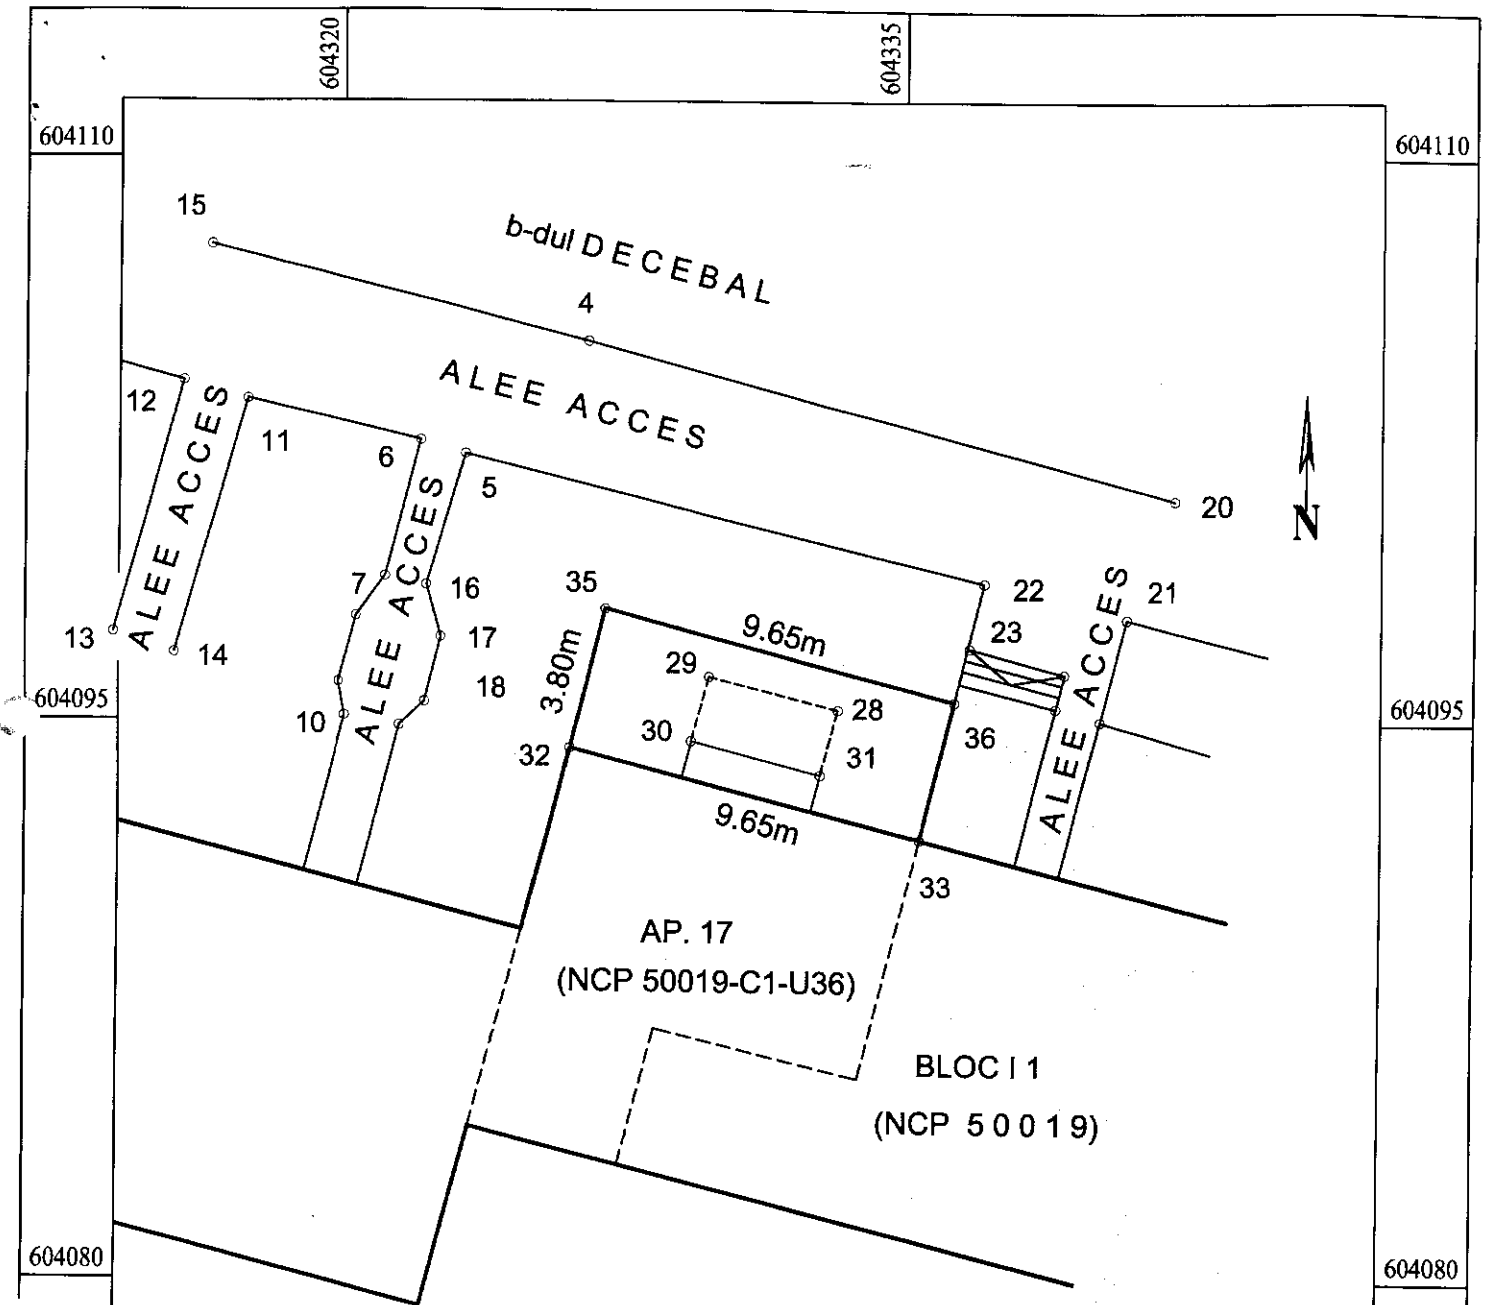 604320
604335
604110
604110
15
b-dul DECEBAL
4
ALEE ACCES
12
ALEE ACCES
11
6
5
20
N
ALEE ACCES
7
16
35
22
ALEE ACCES
21
13
14
17
9.65m
23
3.80m
29
18
28
604095
604095
10
30
31
36
32
9.65m
33
AP. 17
(NCP 50019-C1-U36)
BLOC I 1
(NCP 50019)
604080
604080